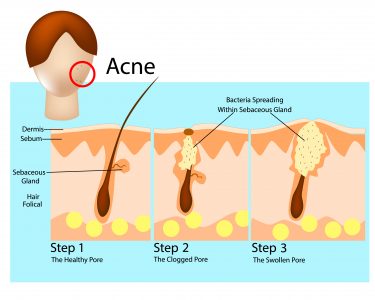 Acne
Bacteria Spreading
Within Sebaceous Gland
Dermis
Sebum
Sebaceous
Gland
Hair
Folical
Step 1
The Healthy Pore
Step 2
The Clogged Pore
Step 3
The Swollen Pore